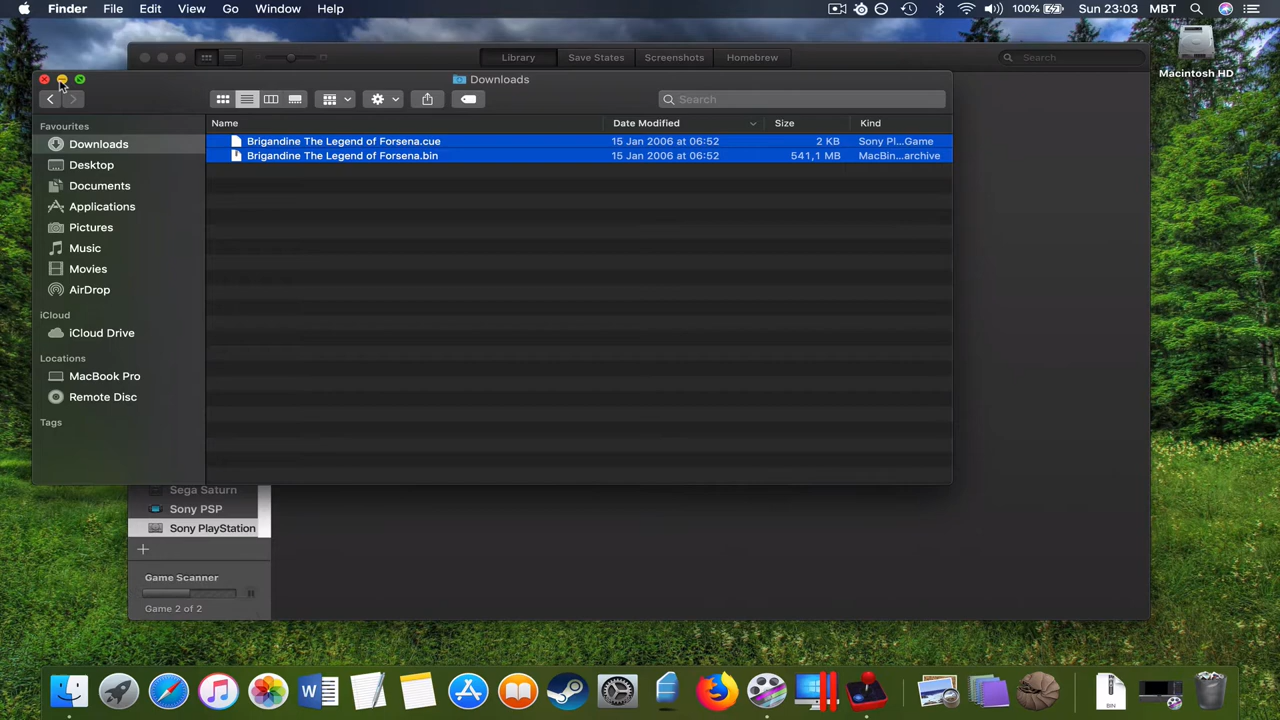 Finder File Edit View Go Window Help 100% Sun 23:03 MBT
Macintosh HD
Library Save States Screenshots Homebrew Search
Downloads
Search
Name Date Modified Size Kind
Brigandine The Legend of Forsena.cue 15 Jan 2006 at 06:52 2 KB Sony Pl...Game
Brigandine The Legend of Forsena.bin 15 Jan 2006 at 06:52 541,1 MB MacBin...archive
Favourites
Downloads
Desktop
Documents
Applications
Pictures
Music
Movies
AirDrop
iCloud
iCloud Drive
Locations
MacBook Pro
Remote Disc
Tags
Sega Saturn
Sony PSP
Sony PlayStation
Game Scanner
Game 2 of 2
BIN